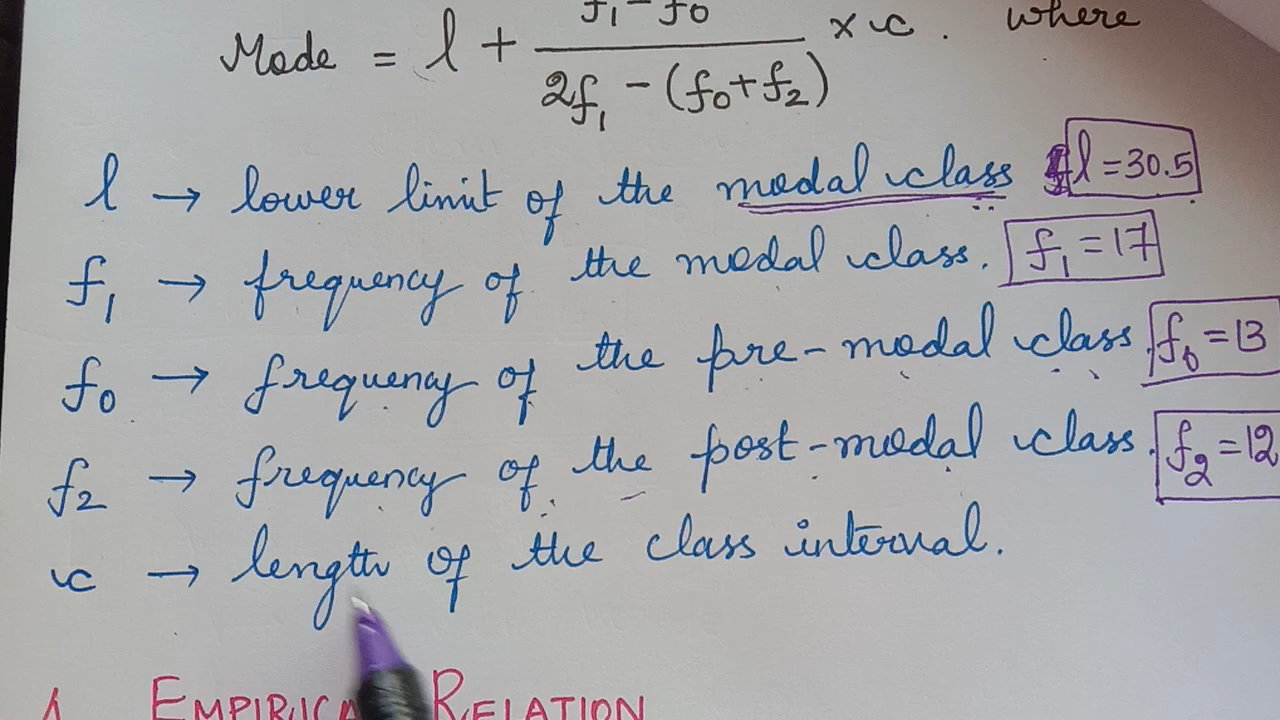 f₁ - f₀
Mode = l + ―――――――― × c . where
2f₁ - (f₀+f₂)
l → lower limit of the modal class l = 30.5
f₁ → frequency of the modal class. f₁ = 17
f₀ → frequency of the pre-modal class. f₀ = 13
f₂ → frequency of the post-modal class. f₂ = 12
c → length of the class interval.
EMPIRICA RELATION